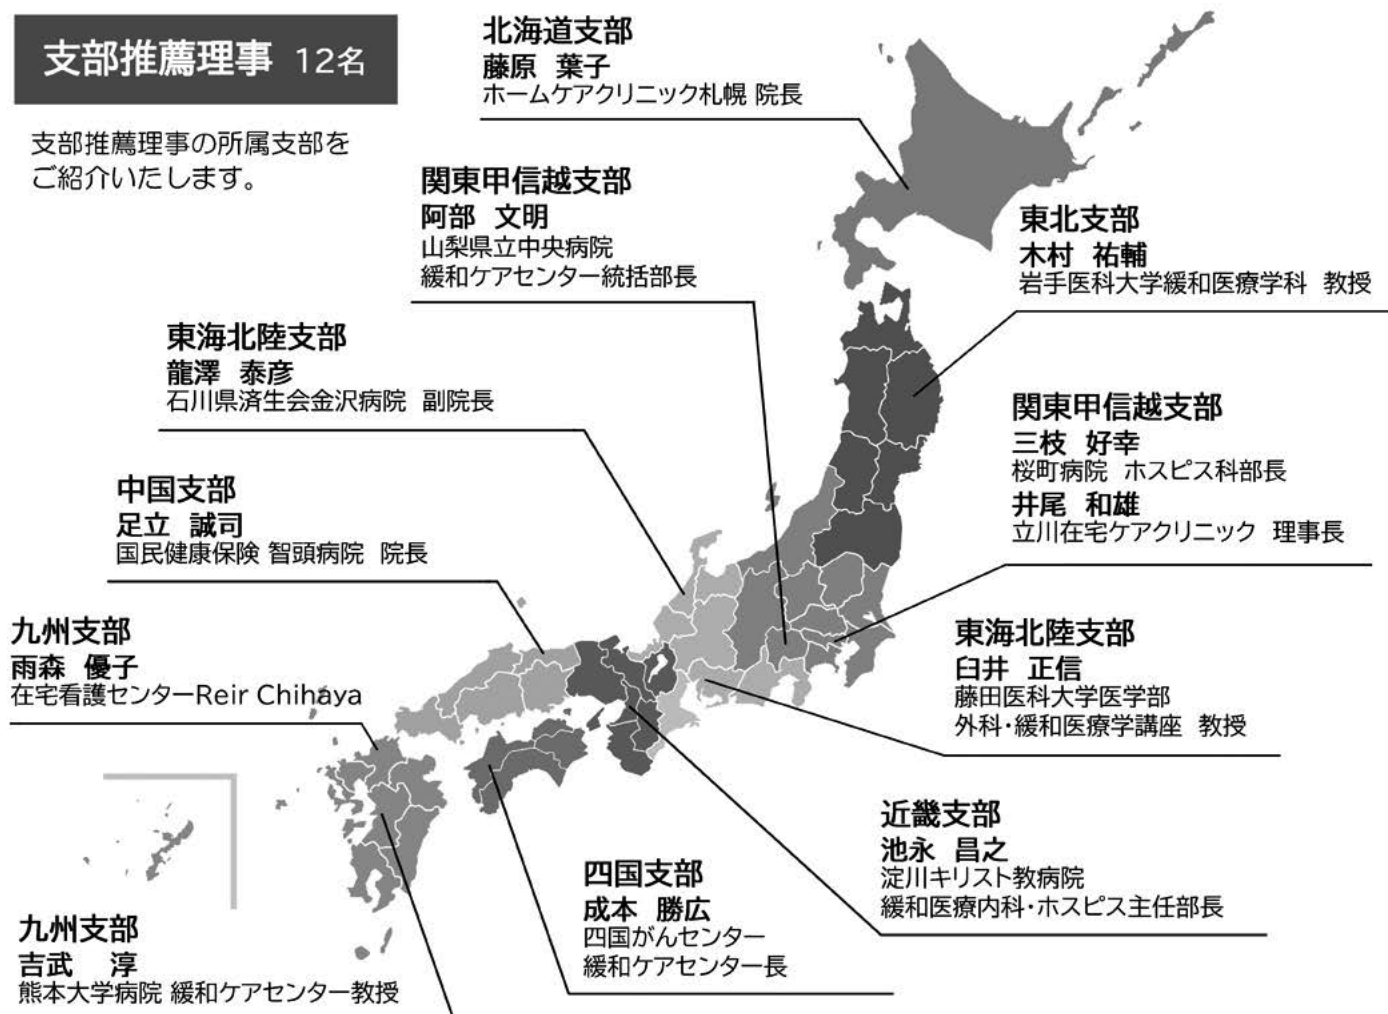 支部推薦理事 12名
支部推薦理事の所属支部を
ご紹介いたします。
北海道支部
藤原 葉子
ホームケアクリニック札幌 院長
関東甲信越支部
阿部 文明
山梨県立中央病院
緩和ケアセンター統括部長
東北支部
木村 祐輔
岩手医科大学緩和医療学科 教授
東海北陸支部
龍澤 泰彦
石川県済生会金沢病院 副院長
関東甲信越支部
三枝 好幸
桜町病院 ホスピス科部長
井尾 和雄
立川在宅ケアクリニック 理事長
中国支部
足立 誠司
国民健康保険 智頭病院 院長
九州支部
雨森 優子
在宅看護センターReir Chihaya
東海北陸支部
臼井 正信
藤田医科大学医学部
外科・緩和医療学講座 教授
近畿支部
池永 昌之
淀川キリスト教病院
緩和医療内科・ホスピス主任部長
四国支部
成本 勝広
四国がんセンター
緩和ケアセンター長
九州支部
吉武 淳
熊本大学病院 緩和ケアセンター教授